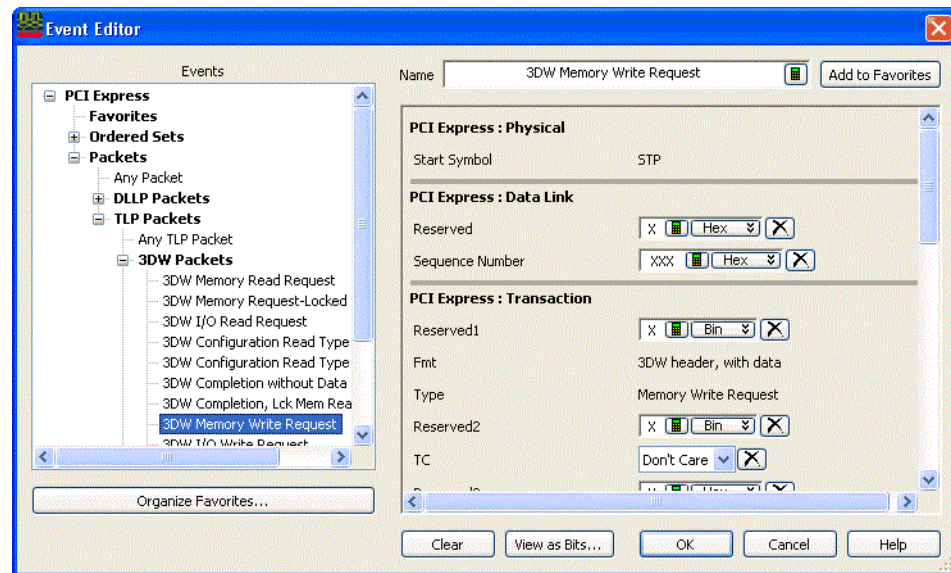 Event Editor
Events
PCI Express
Favorites
Ordered Sets
Packets
Any Packet
DLLP Packets
TLP Packets
Any TLP Packet
3DW Packets
3DW Memory Read Request
3DW Memory Request-Locked
3DW I/O Read Request
3DW Configuration Read Type
3DW Configuration Read Type
3DW Completion without Data
3DW Completion, Lck Mem Rea
3DW Memory Write Request
3DW I/O Write Request
Organize Favorites...
Name 3DW Memory Write Request Add to Favorites
PCI Express : Physical
Start Symbol STP
PCI Express : Data Link
Reserved X Hex
Sequence Number XXX Hex
PCI Express : Transaction
Reserved1 X Bin
Fmt 3DW header, with data
Type Memory Write Request
Reserved2 X Bin
TC Don't Care
Clear View as Bits... OK Cancel Help